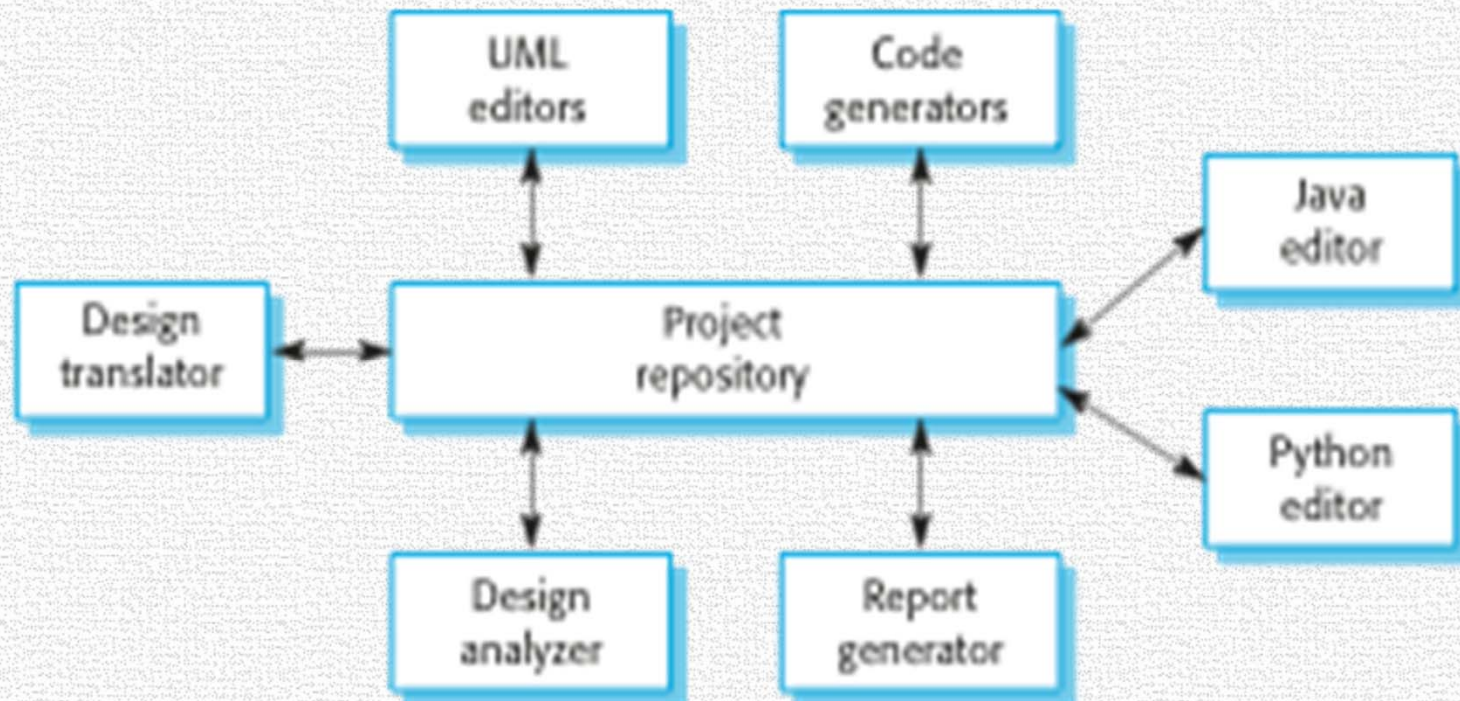 UML
editors
Code
generators
Java
editor
Design
translator
Project
repository
Python
editor
Design
analyzer
Report
generator